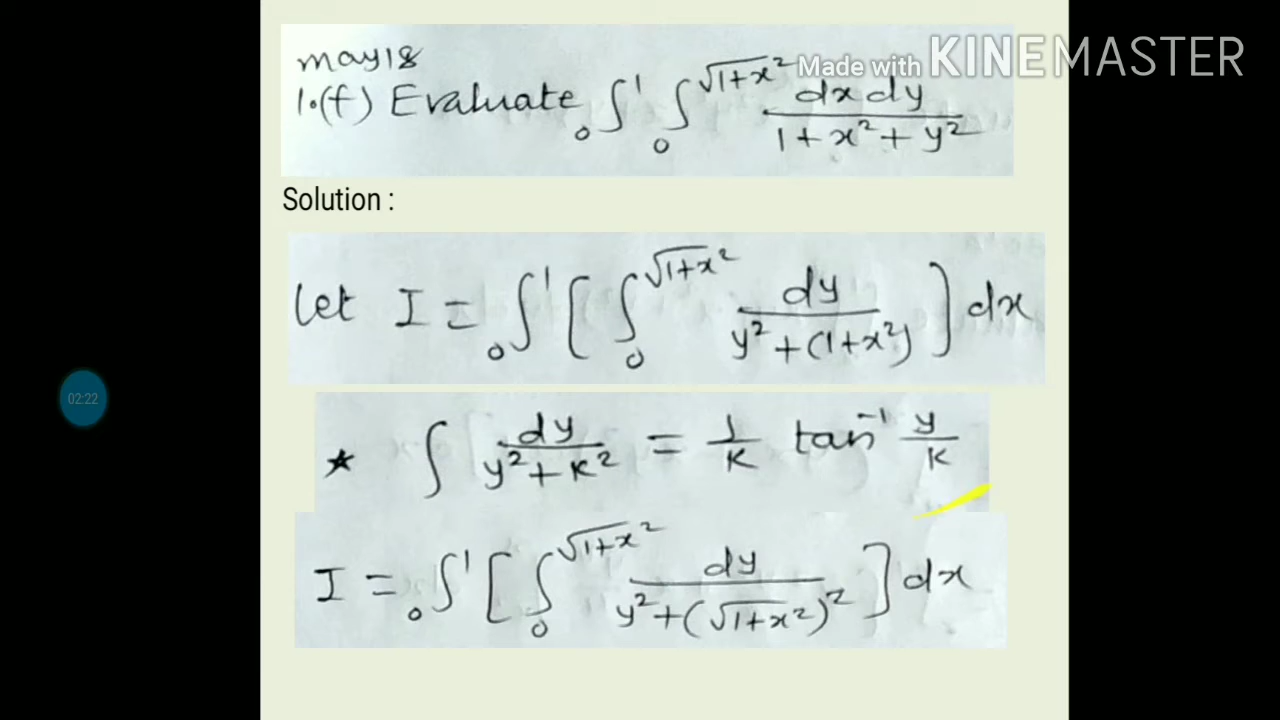 Made with KINEMASTER
may18
1.(f) Evaluate ₀∫¹ ∫₀^√1+x² dx dy / 1 + x² + y²
Solution :
Let I = ₀∫¹ [ ∫₀^√1+x² dy / y² + (1+x²) ] dx
★ ∫ dy / y² + K² = 1/K tan⁻¹ y/K
02:22
I = ₀∫¹ [ ∫₀^√1+x² dy / y² + (√1+x²)² ] dx